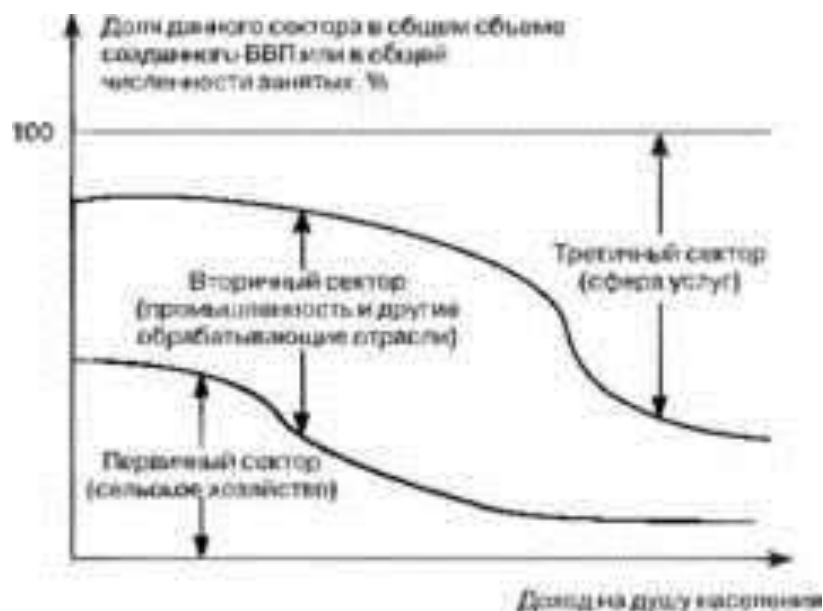 Доля данного сектора в общем объеме
созданного ВВП или в общей
численности занятых, %
100
Третичный сектор
(сфера услуг)
Вторичный сектор
(промышленность и другие
обрабатывающие отрасли)
Первичный сектор
(сельское хозяйство)
Доход на душу населения